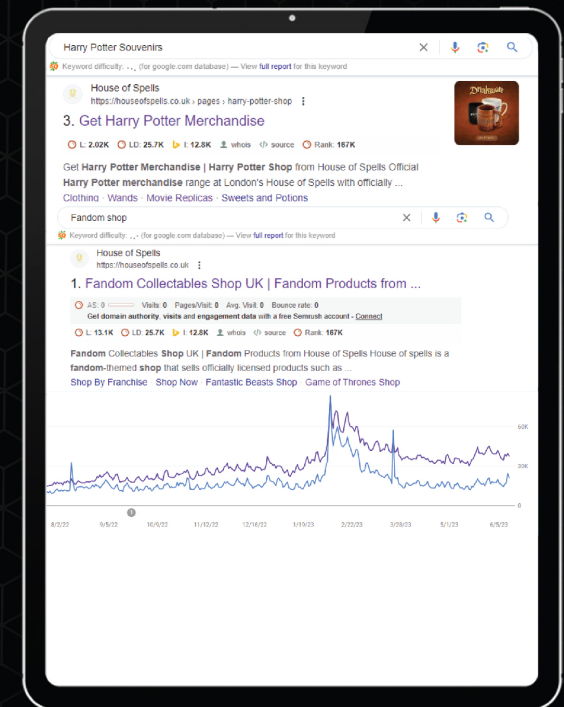 Harry Potter Souvenirs
Keyword difficulty: . . (for google.com database) — View full report for this keyword
House of Spells
https://houseofspells.co.uk › pages › harry-potter-shop
3. Get Harry Potter Merchandise
L: 2.02K LD: 25.7K I: 12.8K whois source Rank: 167K
Get Harry Potter Merchandise | Harry Potter Shop from House of Spells Official
Harry Potter merchandise range at London's House of Spells with officially ...
Clothing · Wands · Movie Replicas · Sweets and Potions
Drinkware
Fandom shop
Keyword difficulty: . . (for google.com database) — View full report for this keyword
House of Spells
https://houseofspells.co.uk
1. Fandom Collectables Shop UK | Fandom Products from ...
AS: 0 Visits: 0 Pages/Visit: 0 Avg. Visit: 0 Bounce rate: 0
Get domain authority, visits and engagement data with a free Semrush account - Connect
L: 13.1K LD: 25.7K I: 12.8K whois source Rank: 167K
Fandom Collectables Shop UK | Fandom Products from House of Spells House of spells is a
fandom-themed shop that sells officially licensed products such as ...
Shop By Franchise · Shop Now · Fantastic Beasts Shop · Game of Thrones Shop
60K
30K
0
8/2/22 9/5/22 10/9/22 11/12/22 12/16/22 1/19/23 2/22/23 3/28/23 5/1/23 6/5/23